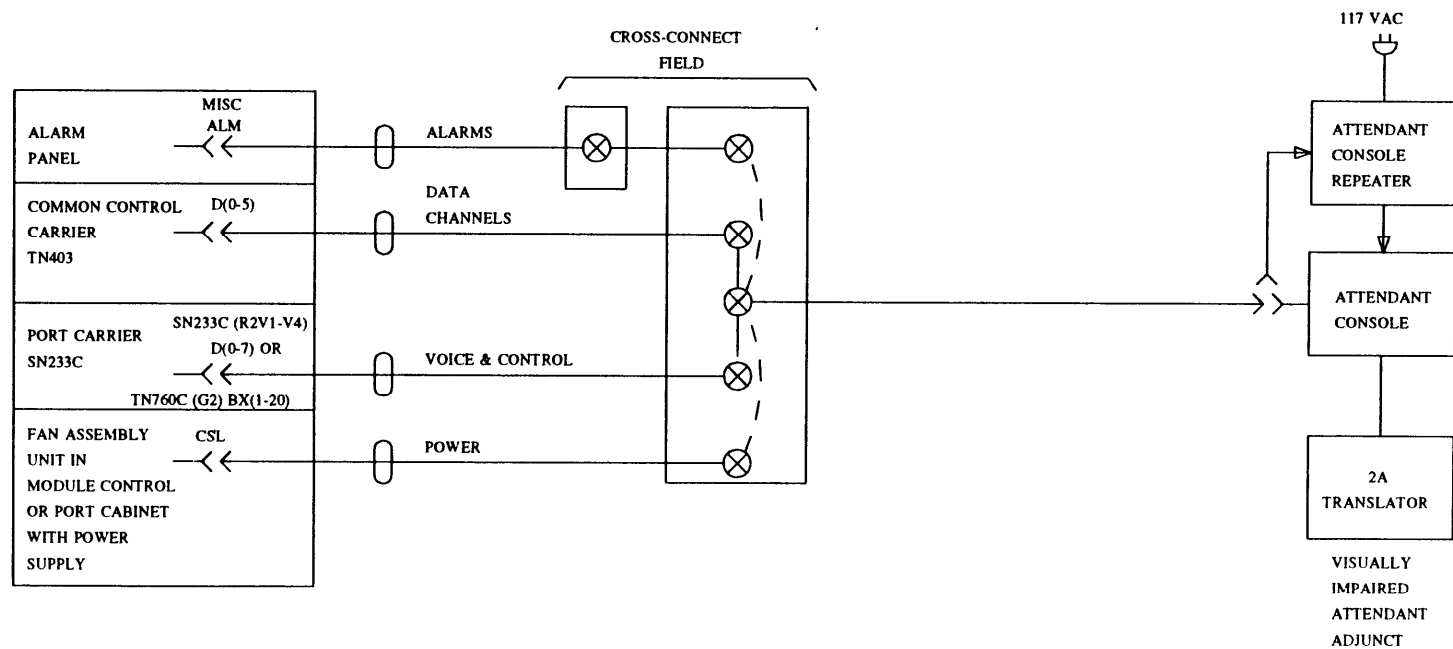 117 VAC
CROSS-CONNECT
FIELD
MISC
ALM
ALARM
PANEL
ALARMS
ATTENDANT
CONSOLE
REPEATER
COMMON CONTROL
CARRIER
TN403
D(0-5)
DATA
CHANNELS
ATTENDANT
CONSOLE
PORT CARRIER
SN233C
SN233C (R2V1-V4)
D(0-7) OR
TN760C (G2) BX(1-20)
VOICE & CONTROL
FAN ASSEMBLY
UNIT IN
MODULE CONTROL
OR PORT CABINET
WITH POWER
SUPPLY
CSL
POWER
2A
TRANSLATOR
VISUALLY
IMPAIRED
ATTENDANT
ADJUNCT